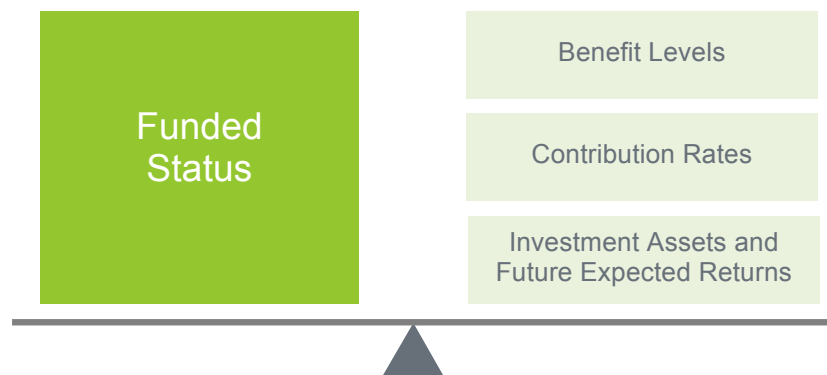 Funded
Status
Benefit Levels
Contribution Rates
Investment Assets and
Future Expected Returns